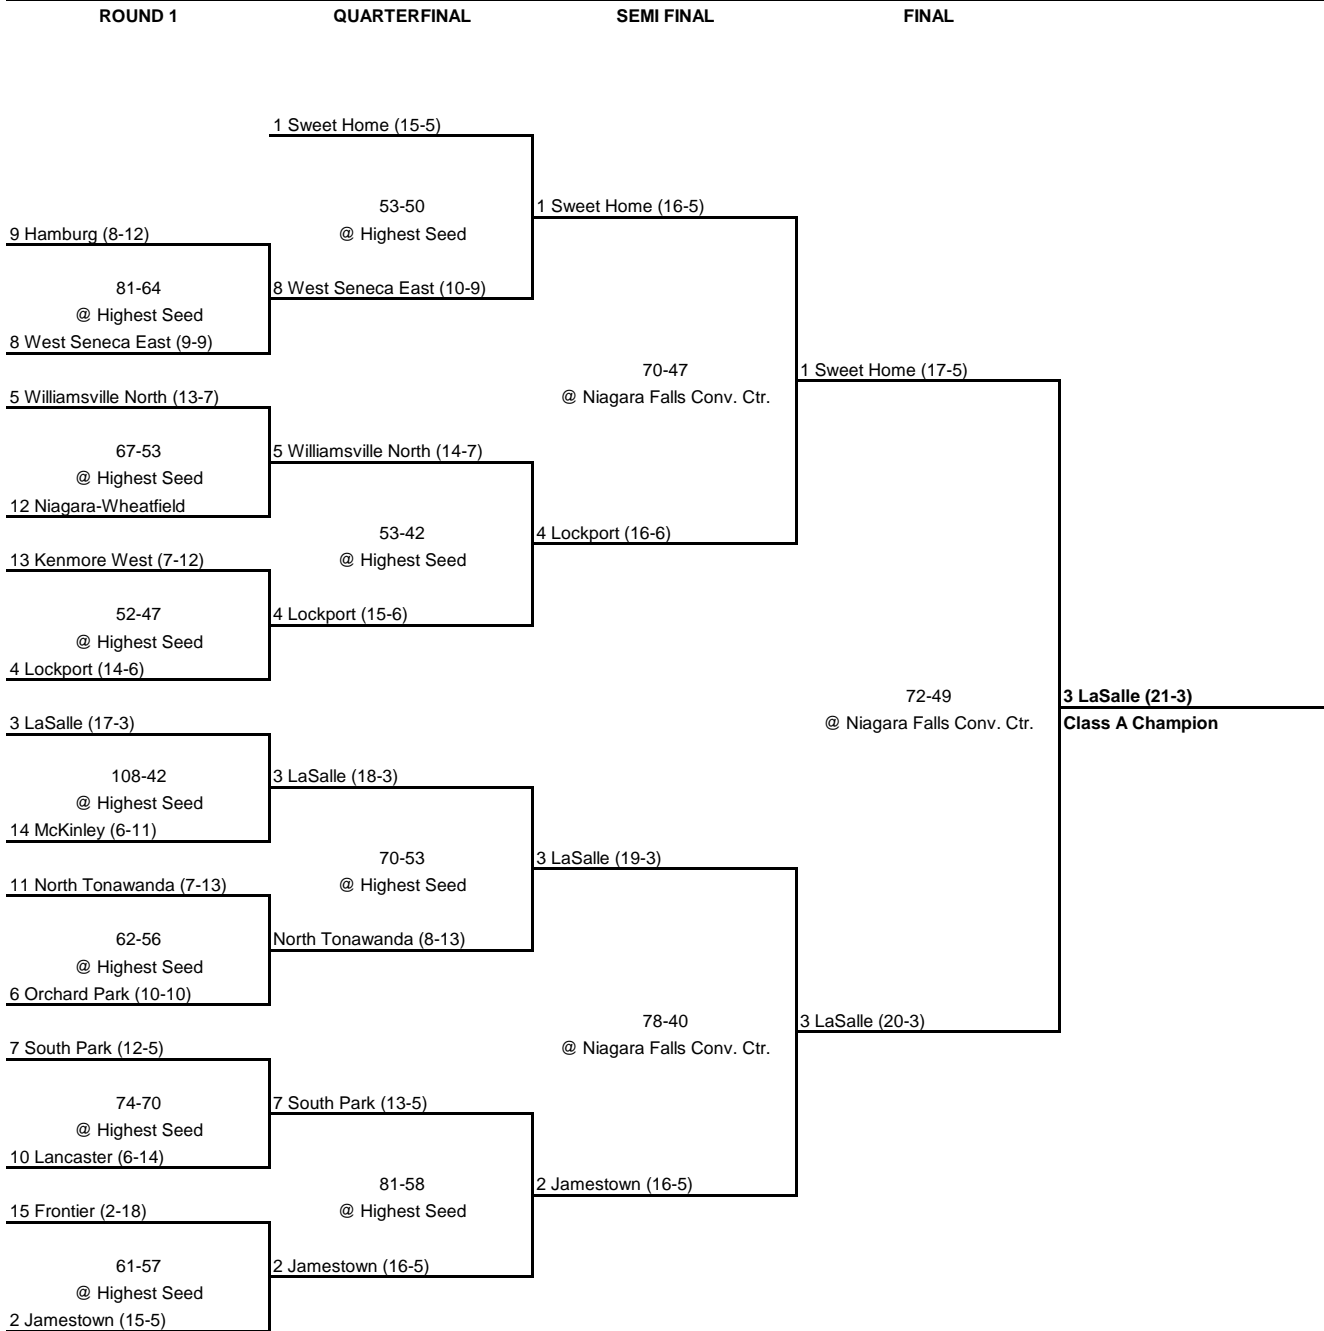 ROUND 1 QUARTERFINAL SEMI FINAL FINAL
1 Sweet Home (15-5)
53-50 1 Sweet Home (16-5)
9 Hamburg (8-12) @ Highest Seed
81-64 8 West Seneca East (10-9)
@ Highest Seed
8 West Seneca East (9-9)
70-47 1 Sweet Home (17-5)
5 Williamsville North (13-7) @ Niagara Falls Conv. Ctr.
67-53 5 Williamsville North (14-7)
@ Highest Seed
12 Niagara-Wheatfield
53-42 4 Lockport (16-6)
13 Kenmore West (7-12) @ Highest Seed
52-47 4 Lockport (15-6)
@ Highest Seed
4 Lockport (14-6)
72-49 3 LaSalle (21-3)
3 LaSalle (17-3) @ Niagara Falls Conv. Ctr. Class A Champion
108-42 3 LaSalle (18-3)
@ Highest Seed
14 McKinley (6-11)
70-53 3 LaSalle (19-3)
11 North Tonawanda (7-13) @ Highest Seed
62-56 North Tonawanda (8-13)
@ Highest Seed
6 Orchard Park (10-10)
78-40 3 LaSalle (20-3)
7 South Park (12-5) @ Niagara Falls Conv. Ctr.
74-70 7 South Park (13-5)
@ Highest Seed
10 Lancaster (6-14)
81-58 2 Jamestown (16-5)
15 Frontier (2-18) @ Highest Seed
61-57 2 Jamestown (16-5)
@ Highest Seed
2 Jamestown (15-5)